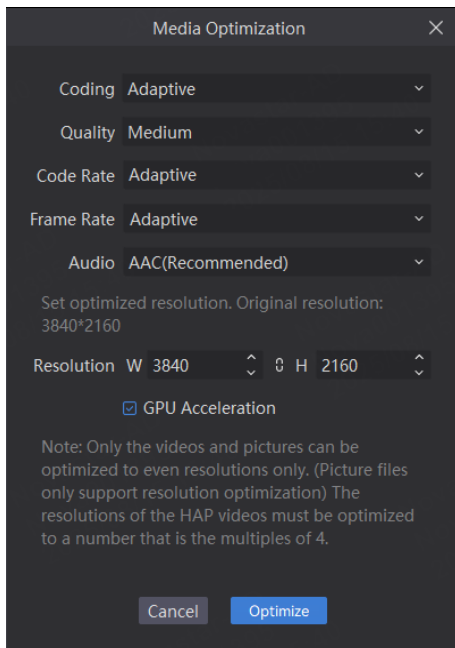 Media Optimization
Coding Adaptive
Quality Medium
Code Rate Adaptive
Frame Rate Adaptive
Audio AAC(Recommended)
Set optimized resolution. Original resolution:
3840*2160
Resolution W 3840 H 2160
GPU Acceleration
Note: Only the videos and pictures can be
optimized to even resolutions only. (Picture files
only support resolution optimization) The
resolutions of the HAP videos must be optimized
to a number that is the multiples of 4.
Cancel Optimize